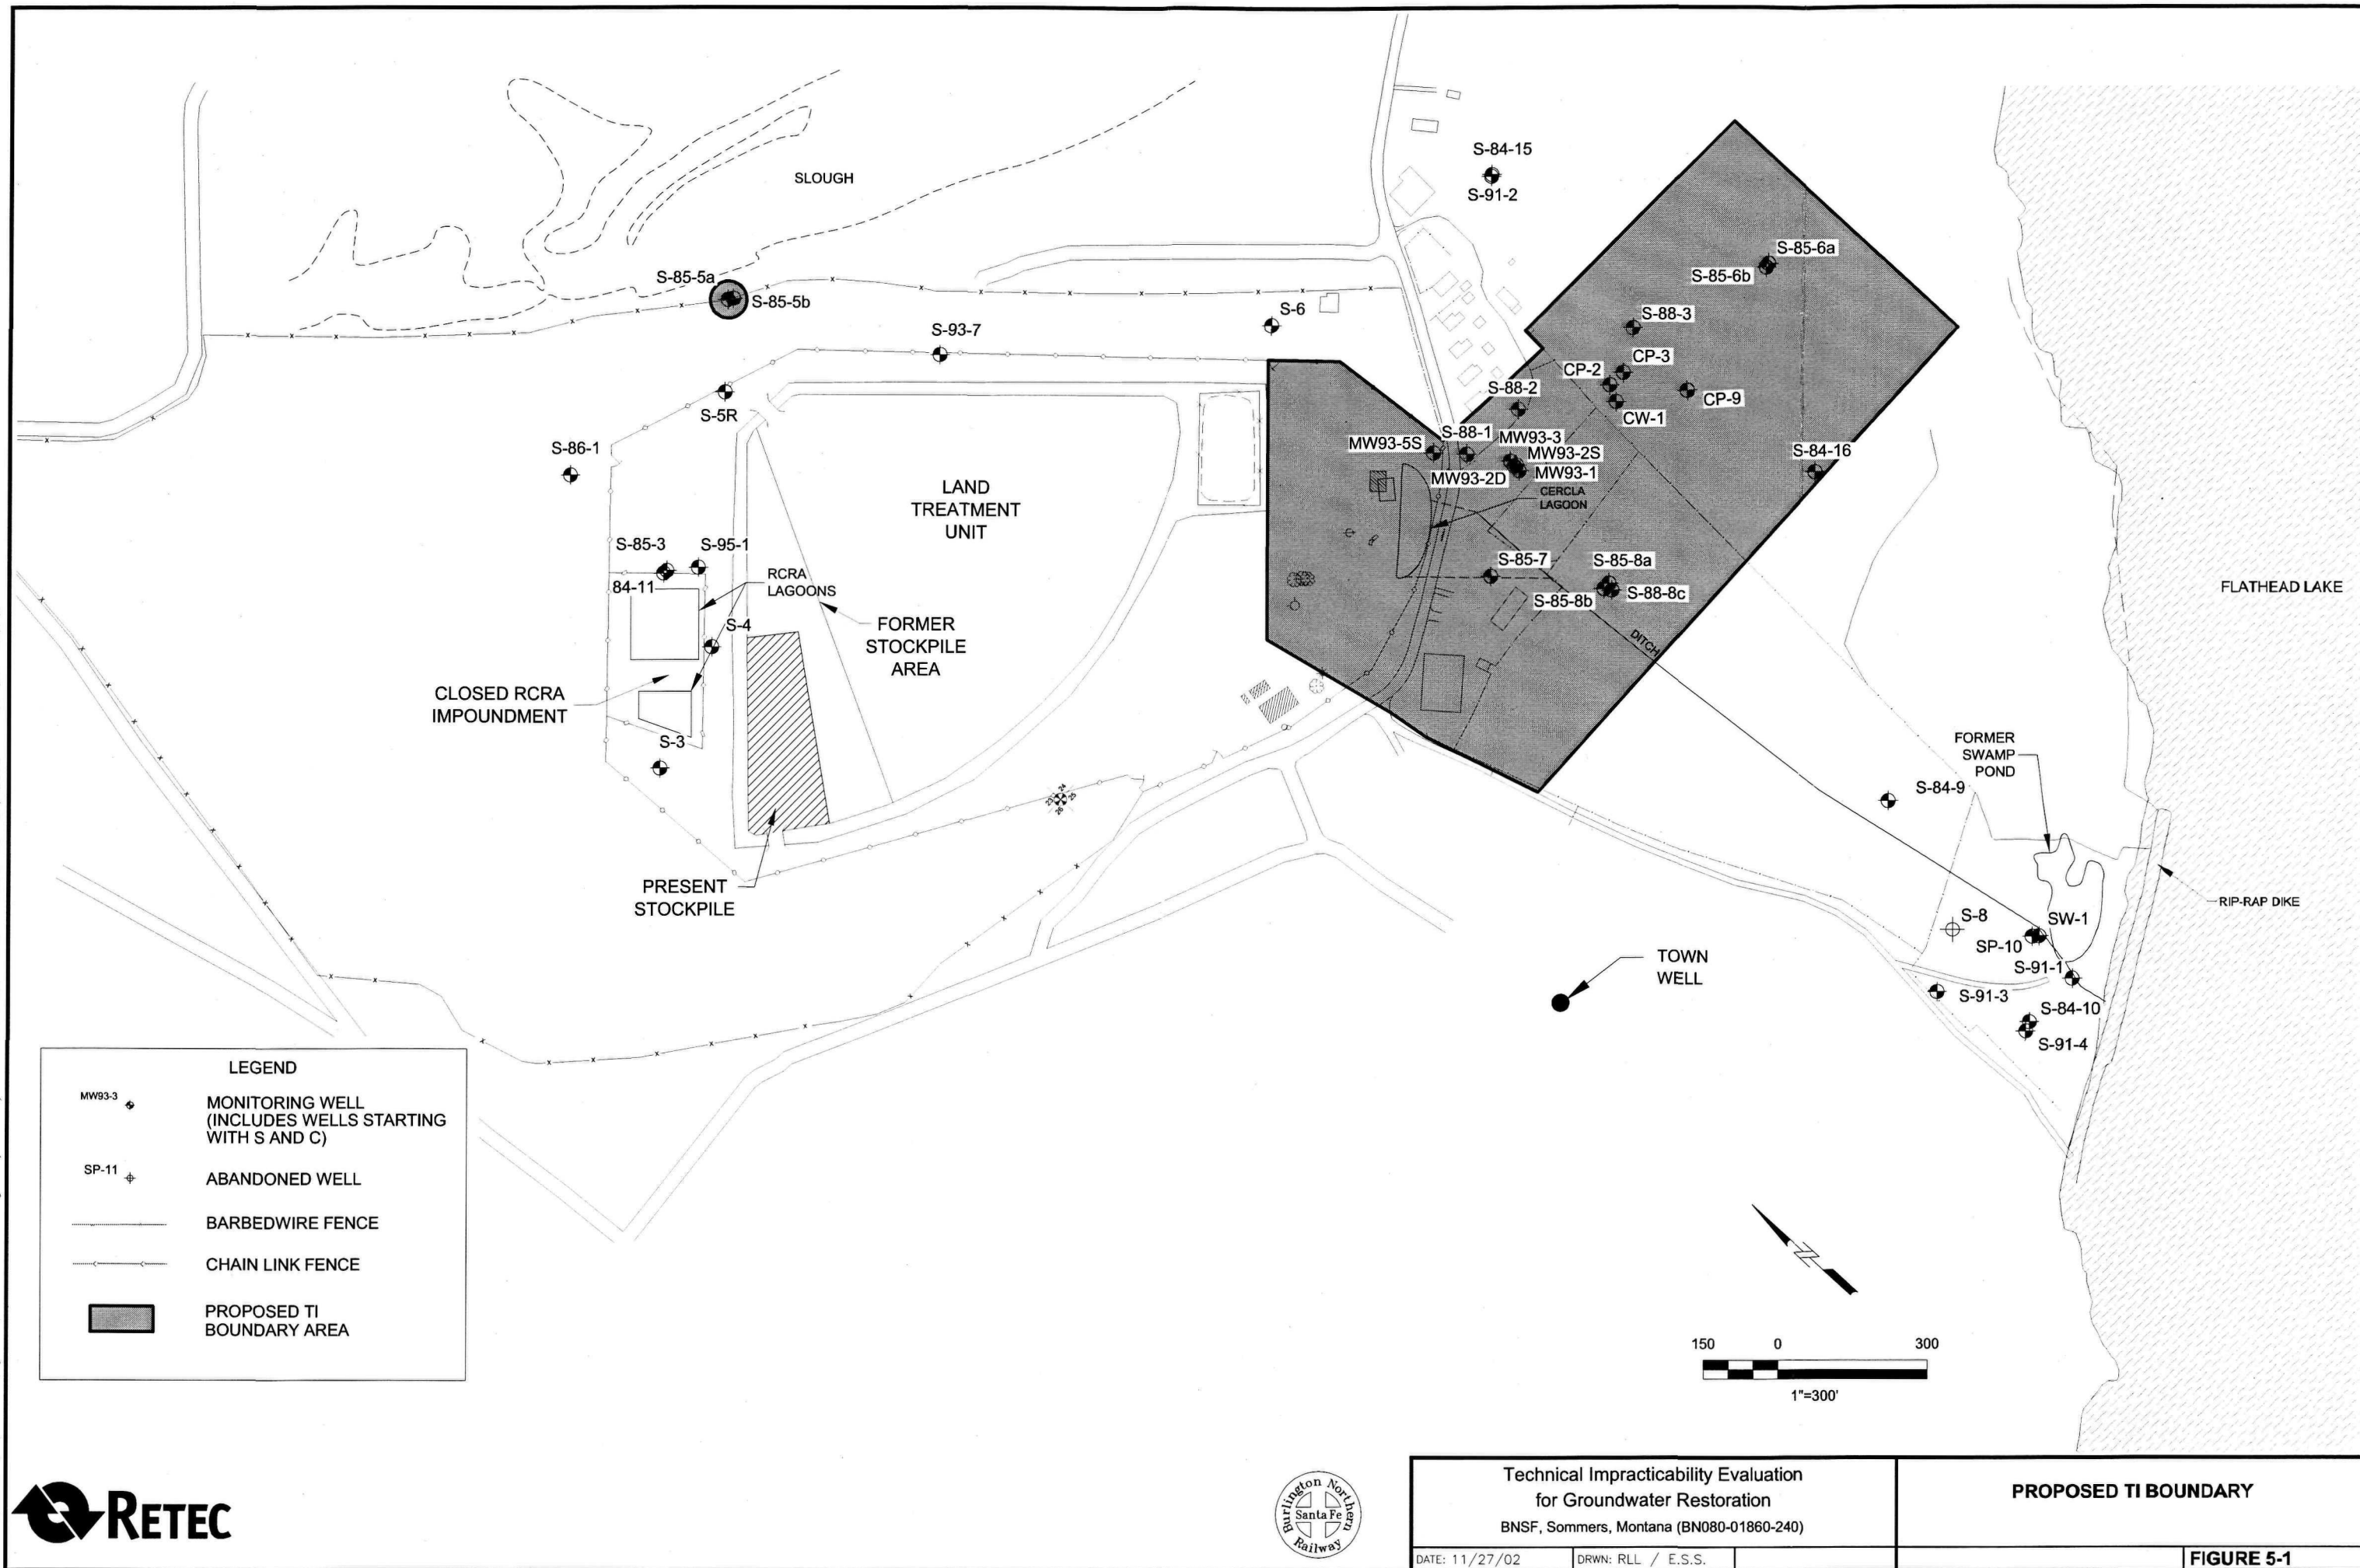 SLOUGH
S-84-15
S-91-2
S-85-6a
S-85-6b
S-85-5a
S-85-5b
S-6
S-93-7
S-88-3
CP-3
CP-2
S-88-2
CP-9
CW-1
S-5R
S-86-1
S-88-1
MW93-3
MW93-5S
MW93-2S
MW93-2D
MW93-1
S-84-16
CERCLA
LAGOON
LAND
TREATMENT
UNIT
S-85-3
S-95-1
84-11
RCRA
LAGOONS
S-85-7
S-85-8a
S-85-8b
S-88-8c
FLATHEAD LAKE
S-4
FORMER
STOCKPILE
AREA
DITCH
CLOSED RCRA
IMPOUNDMENT
S-3
FORMER
SWAMP
POND
S-84-9
24
23
25
26
PRESENT
STOCKPILE
RIP-RAP DIKE
S-8
SW-1
SP-10
S-91-1
TOWN
WELL
S-91-3
S-84-10
S-91-4
LEGEND
MW93-3
MONITORING WELL
(INCLUDES WELLS STARTING
WITH S AND C)
SP-11
ABANDONED WELL
BARBEDWIRE FENCE
CHAIN LINK FENCE
PROPOSED TI
BOUNDARY AREA
N
150 0 300
1"=300'
RETEC
Burlington Northern
Santa Fe
Railway
Technical Impracticability Evaluation
for Groundwater Restoration
BNSF, Sommers, Montana (BN080-01860-240)
PROPOSED TI BOUNDARY
DATE: 11/27/02
DRWN: RLL / E.S.S.
FIGURE 5-1